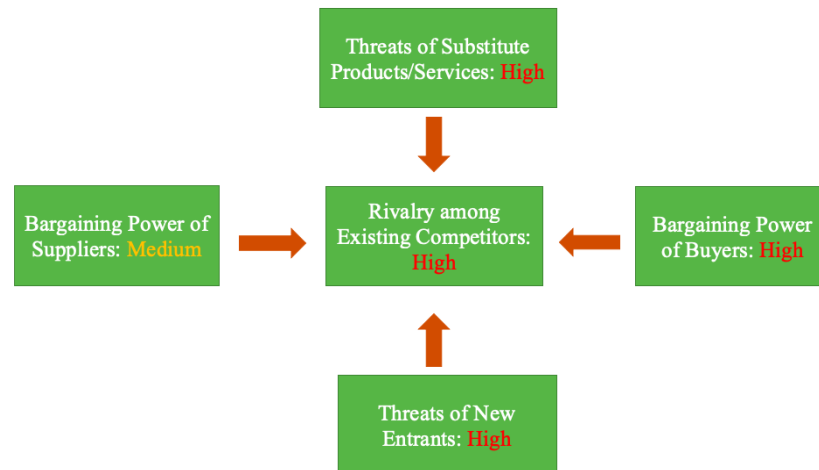 Threats of Substitute
Products/Services: High
Bargaining Power of
Suppliers: Medium
Rivalry among
Existing Competitors:
High
Bargaining Power
of Buyers: High
Threats of New
Entrants: High